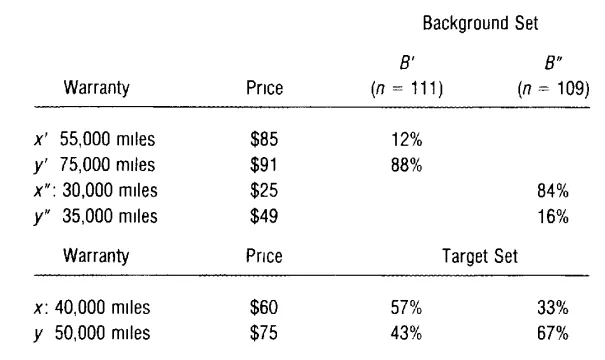 Background Set
B' B"
Warranty Price (n = 111) (n = 109)
x' 55,000 miles $85 12%
y' 75,000 miles $91 88%
x": 30,000 miles $25 84%
y" 35,000 miles $49 16%
Warranty Price Target Set
x: 40,000 miles $60 57% 33%
y 50,000 miles $75 43% 67%